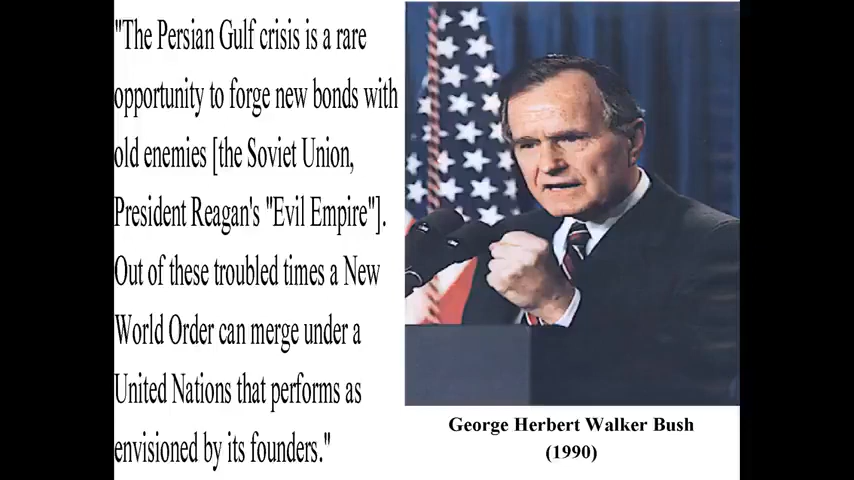 "The Persian Gulf crisis is a rare
opportunity to forge new bonds with
old enemies [the Soviet Union,
President Reagan's "Evil Empire"].
Out of these troubled times a New
World Order can merge under a
United Nations that performs as
envisioned by its founders."
George Herbert Walker Bush
(1990)